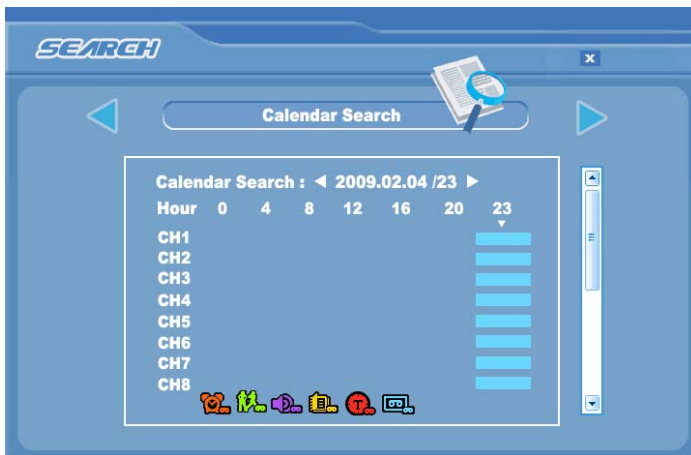 SEARCH
x
Calendar Search
Calendar Search : ◀ 2009.02.04 /23 ▶
Hour 0 4 8 12 16 20 23
CH1
CH2
CH3
CH4
CH5
CH6
CH7
CH8
T